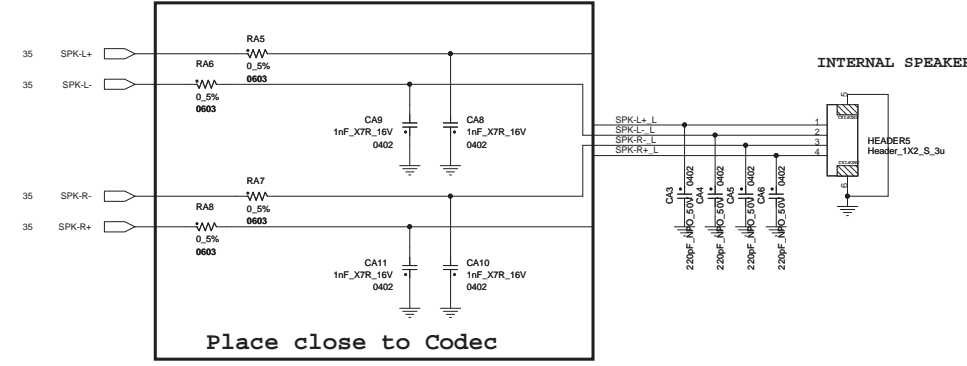 35 SPK-L+
RA5
0_5%
0603
35 SPK-L-
RA6
0_5%
0603
CA9
1nF_X7R_16V
0402
CA8
1nF_X7R_16V
0402
35 SPK-R-
RA7
0_5%
0603
35 SPK-R+
RA8
0_5%
0603
CA11
1nF_X7R_16V
0402
CA10
1nF_X7R_16V
0402
Place close to Codec
INTERNAL SPEAKER
SPK-L+_L
SPK-L-_L
SPK-R-_L
SPK-R+_L
1
2
3
4
5
6
HEADER5
Header_1X2_S_3u
CA3
220pF_NPO_50V
0402
CA4
220pF_NPO_50V
0402
CA5
220pF_NPO_50V
0402
CA6
220pF_NPO_50V
0402